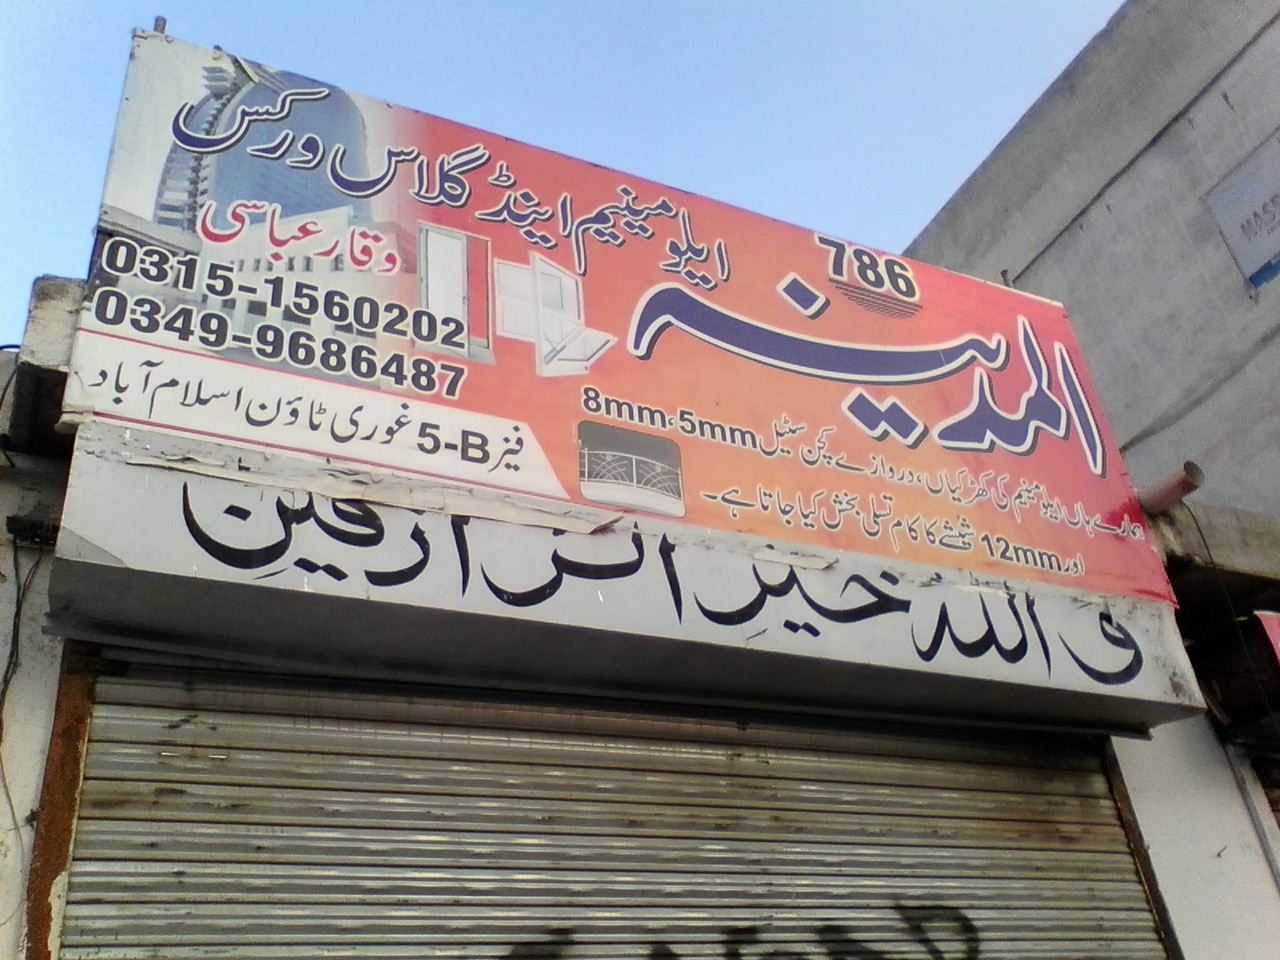 786
المدینہ
ایلومینیم اینڈ گلاس ورکس
وقار عباسی
0315-1560202
0349-9686487
ہمارے ہاں ایلومینیم کی کھڑکیاں، دروازے، کچن سٹیل 8mm،5mm
اور 12mm شیشے کا کام تسلی بخش کیا جاتا ہے۔
فیز 5-B غوری ٹاؤن اسلام آباد
و اللہ خیر الرازقین